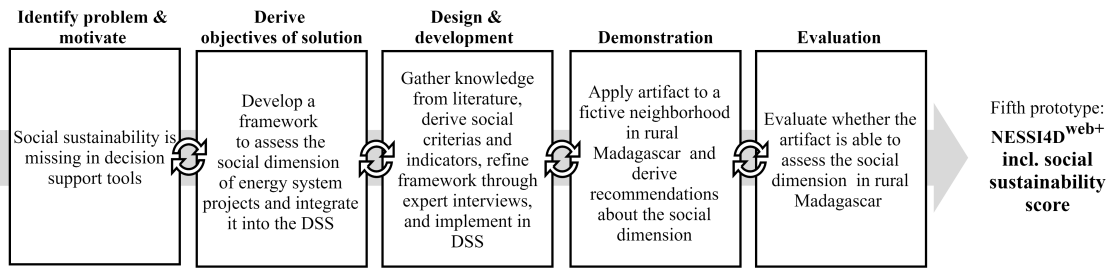 Identify problem &
motivate
Social sustainability is
missing in decision
support tools
Derive
objectives of solution
Develop a
framework
to assess the
social dimension
of energy system
projects and integrate
it into the DSS
Design &
development
Gather knowledge
from literature,
derive social
criterias and
indicators, refine
framework through
expert interviews,
and implement in
DSS
Demonstration
Apply artifact to a
fictive neighborhood
in rural
Madagascar and
derive
recommendations
about the social
dimension
Evaluation
Evaluate whether the
artifact is able to
assess the social
dimension in rural
Madagascar
Fifth prototype:
NESSI4Dweb+
incl. social
sustainability
score